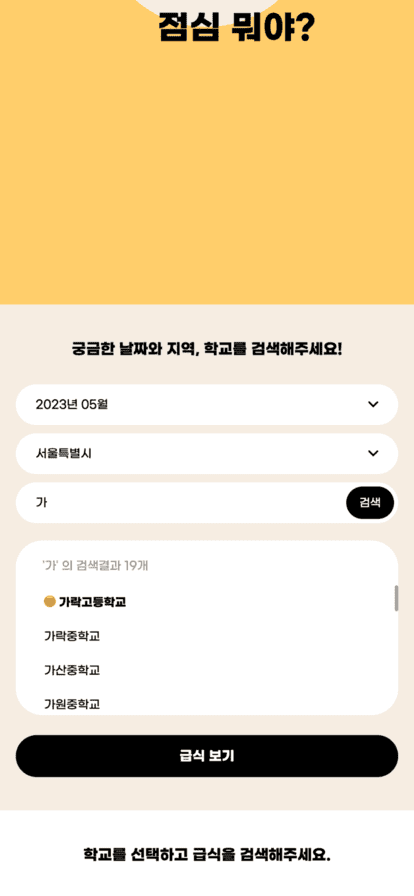 점심 뭐야?
궁금한 날짜와 지역, 학교를 검색해주세요!
2023년 05월
서울특별시
가
검색
'가' 의 검색결과 19개
가락고등학교
가락중학교
가산중학교
가원중학교
급식 보기
학교를 선택하고 급식을 검색해주세요.